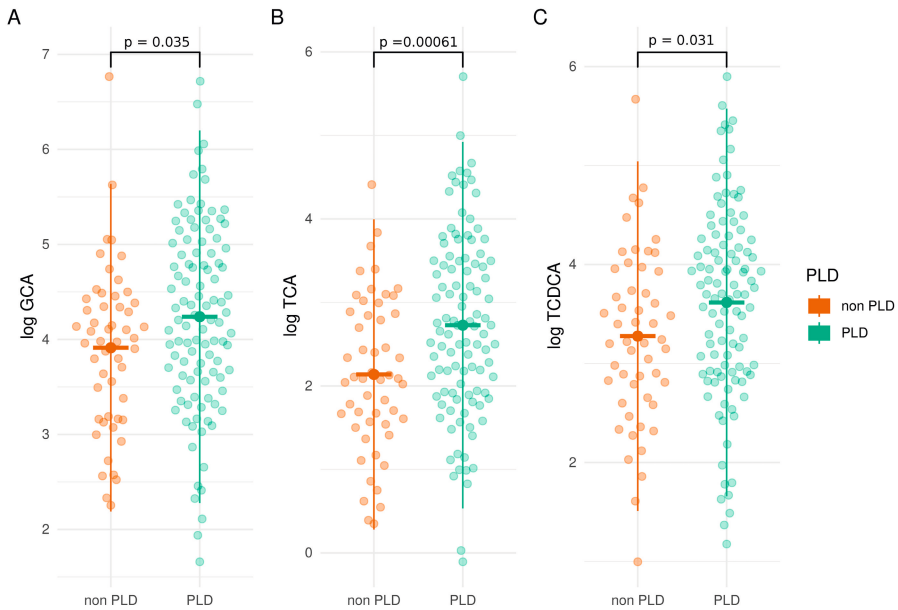 A
B
C
p = 0.035
p =0.00061
p = 0.031
log GCA
7
6
5
4
3
2
non PLD
PLD
log TCA
6
4
2
0
non PLD
PLD
log TCDCA
6
4
2
non PLD
PLD
PLD
non PLD
PLD